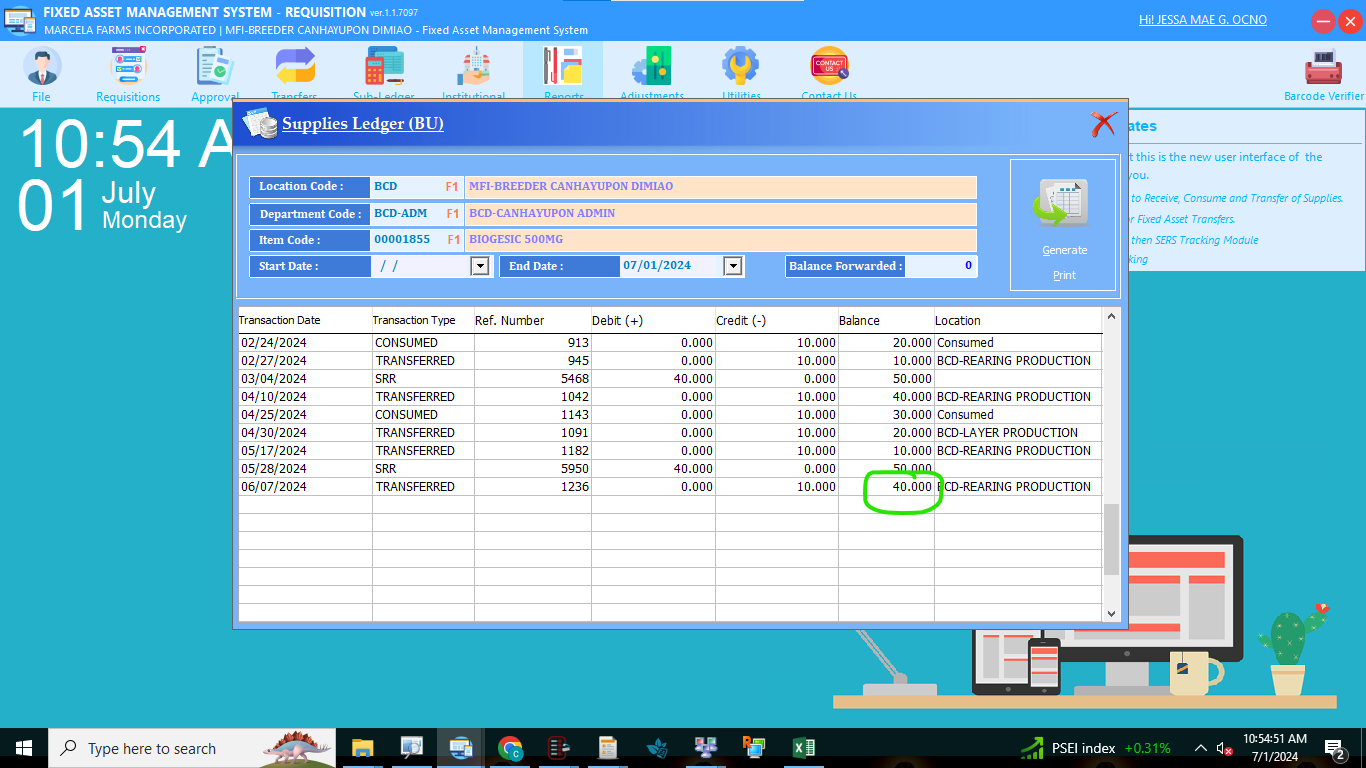 FIXED ASSET MANAGEMENT SYSTEM - REQUISITION ver.1.1.7097
MARCELA FARMS INCORPORATED | MFI-BREEDER CANHAYUPON DIMIAO - Fixed Asset Management System
Hi! JESSA MAE G. OCNO
File Requisitions Approval Transfers Sub-Ledger Institutional Reports Adjustments Utilities Contact Us Barcode Verifier
CONTACT US
10:54 A
01 July
Monday
Supplies Ledger (BU)
Location Code : BCD F1 MFI-BREEDER CANHAYUPON DIMIAO
Department Code : BCD-ADM F1 BCD-CANHAYUPON ADMIN
Item Code : 00001855 F1 BIOGESIC 500MG
Start Date : / / End Date : 07/01/2024 Balance Forwarded : 0
Generate
Print
Transaction Date Transaction Type Ref. Number Debit (+) Credit (-) Balance Location
02/24/2024 CONSUMED 913 0.000 10.000 20.000 Consumed
02/27/2024 TRANSFERRED 945 0.000 10.000 10.000 BCD-REARING PRODUCTION
03/04/2024 SRR 5468 40.000 0.000 50.000
04/10/2024 TRANSFERRED 1042 0.000 10.000 40.000 BCD-REARING PRODUCTION
04/25/2024 CONSUMED 1143 0.000 10.000 30.000 Consumed
04/30/2024 TRANSFERRED 1091 0.000 10.000 20.000 BCD-LAYER PRODUCTION
05/17/2024 TRANSFERRED 1182 0.000 10.000 10.000 BCD-REARING PRODUCTION
05/28/2024 SRR 5950 40.000 0.000 50.000
06/07/2024 TRANSFERRED 1236 0.000 10.000 40.000 BCD-REARING PRODUCTION
ates
t this is the new user interface of the
you.
to Receive, Consume and Transfer of Supplies.
or Fixed Asset Transfers.
then SERS Tracking Module
king
Type here to search
PSEI index +0.31%
10:54:51 AM
7/1/2024
2